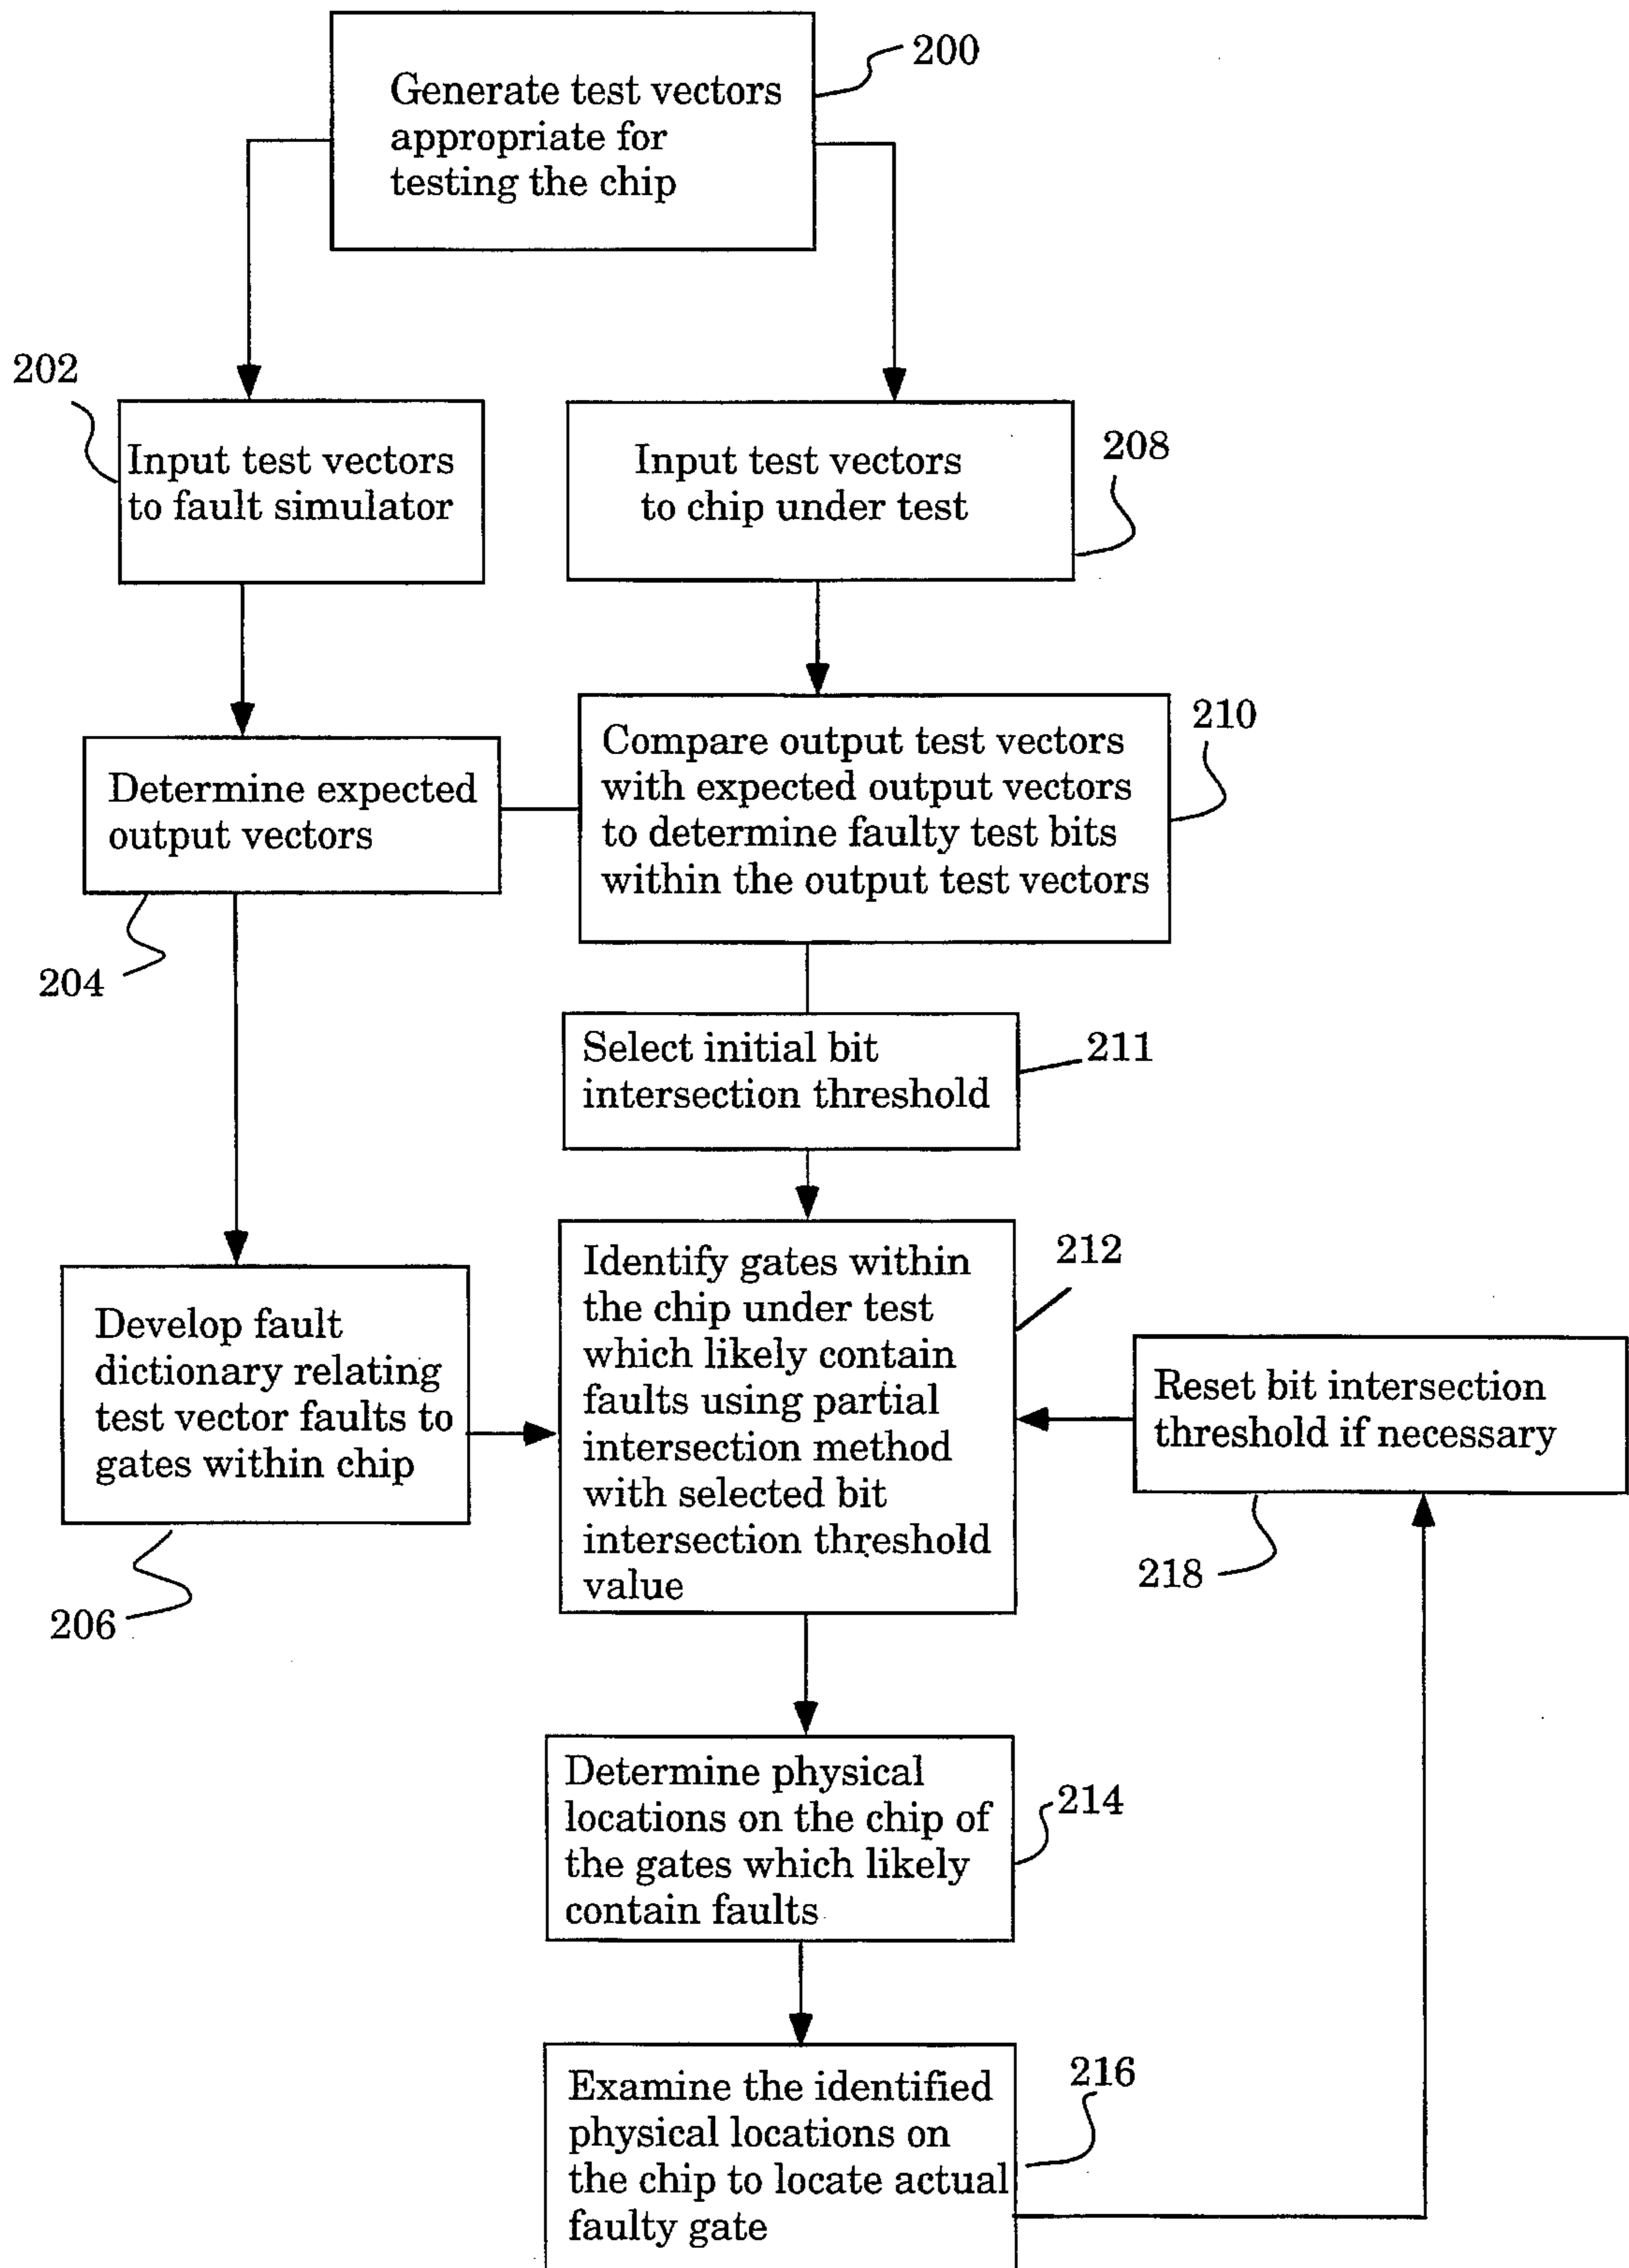 200
Generate test vectors
appropriate for
testing the chip
202
Input test vectors
to fault simulator
Input test vectors
to chip under test
208
210
Compare output test vectors
with expected output vectors
to determine faulty test bits
within the output test vectors
Determine expected
output vectors
204
Select initial bit
intersection threshold
211
Identify gates within
the chip under test
which likely contain
faults using partial
intersection method
with selected bit
intersection threshold
value
212
Develop fault
dictionary relating
test vector faults to
gates within chip
206
Reset bit intersection
threshold if necessary
218
Determine physical
locations on the chip of
the gates which likely
contain faults
214
Examine the identified
physical locations on
the chip to locate actual
faulty gate
216